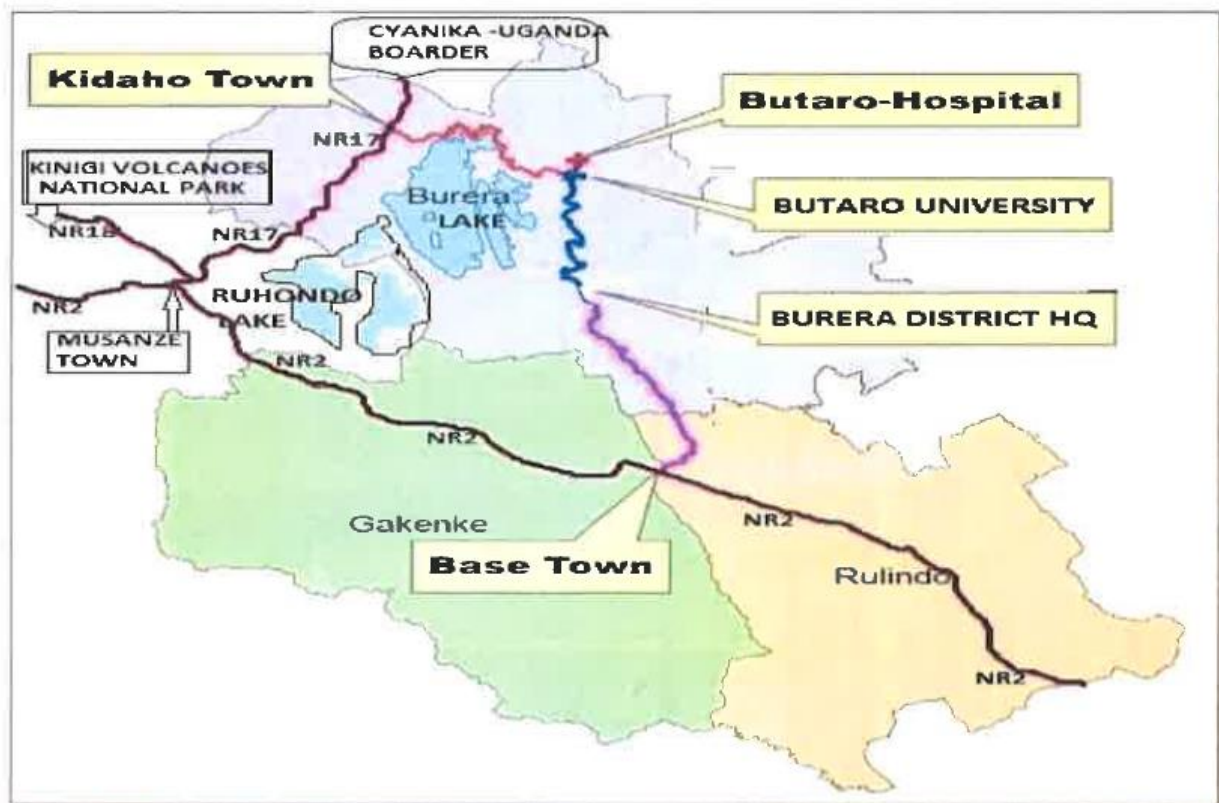 CYANIKA -UGANDA
BOARDER
Kidaho Town
Butaro-Hospital
NR17
KINIGI VOLCANOES
NATIONAL PARK
Burera
LAKE
BUTARO UNIVERSITY
NR18
NR17
NR2
RUHONDO
LAKE
BURERA DISTRICT HQ
MUSANZE
TOWN
NR2
NR2
NR2
Gakenke
Base Town
Rulindo
NR2